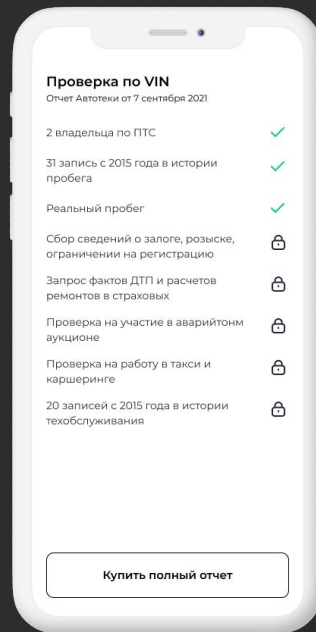 Проверка по VIN
Отчет Автотеки от 7 сентября 2021
2 владельца по ПТС
31 запись с 2015 года в истории
пробега
Реальный пробег
Сбор сведений о залоге, розыске,
ограничении на регистрацию
Запрос фактов ДТП и расчетов
ремонтов в страховых
Проверка на участие в аварийтонм
аукционе
Проверка на работу в такси и
каршеринге
20 записей с 2015 года в истории
техобслуживания
Купить полный отчет